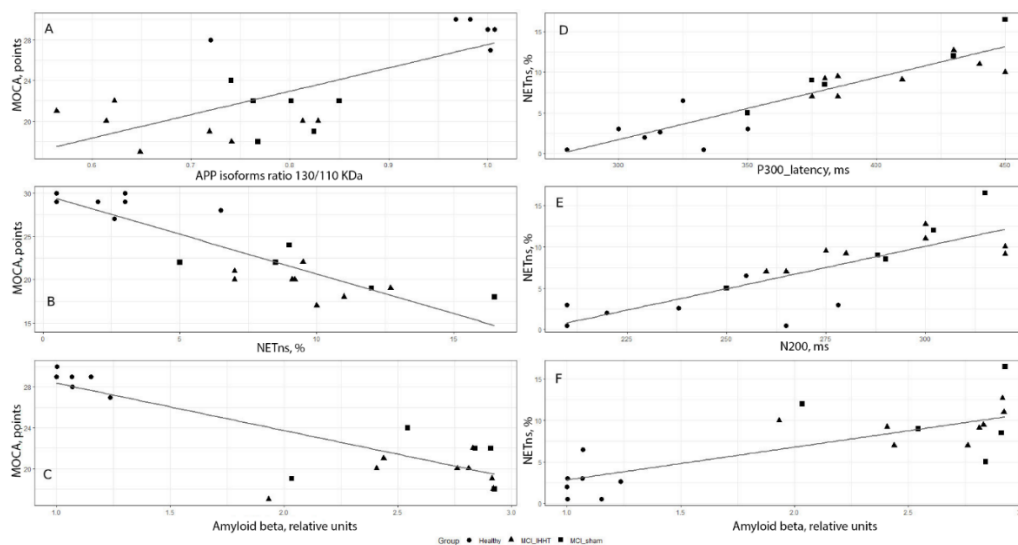 A
MOCA, points
28
24
20
0.6
0.7
0.8
0.9
1.0
APP isoforms ratio 130/110 KDa
B
MOCA, points
30
25
20
15
0
5
10
15
NETns, %
C
MOCA, points
28
24
20
1.0
1.5
2.0
2.5
3.0
Amyloid beta, relative units
D
NETns, %
15
10
5
0
300
350
400
450
P300_latency, ms
E
NETns, %
15
10
5
0
225
250
275
300
N200, ms
F
NETns, %
15
10
5
0
1.0
1.5
2.0
2.5
Amyloid beta, relative units
Group Healthy MCI_IHHT MCI_sham